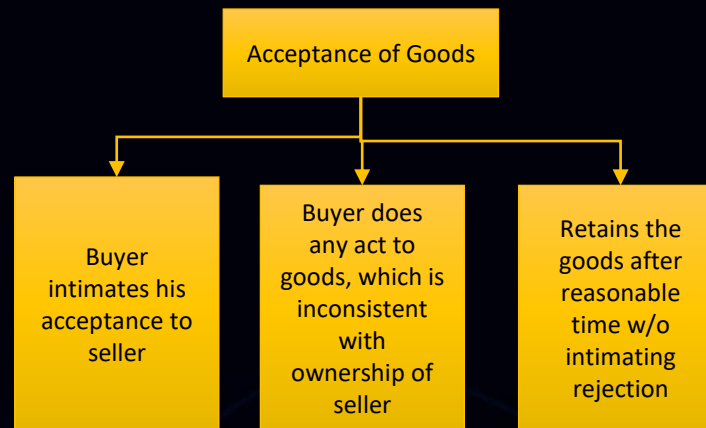 Acceptance of Goods
Buyer
intimates his
acceptance to
seller
Buyer does
any act to
goods, which is
inconsistent
with
ownership of
seller
Retains the
goods after
reasonable
time w/o
intimating
rejection